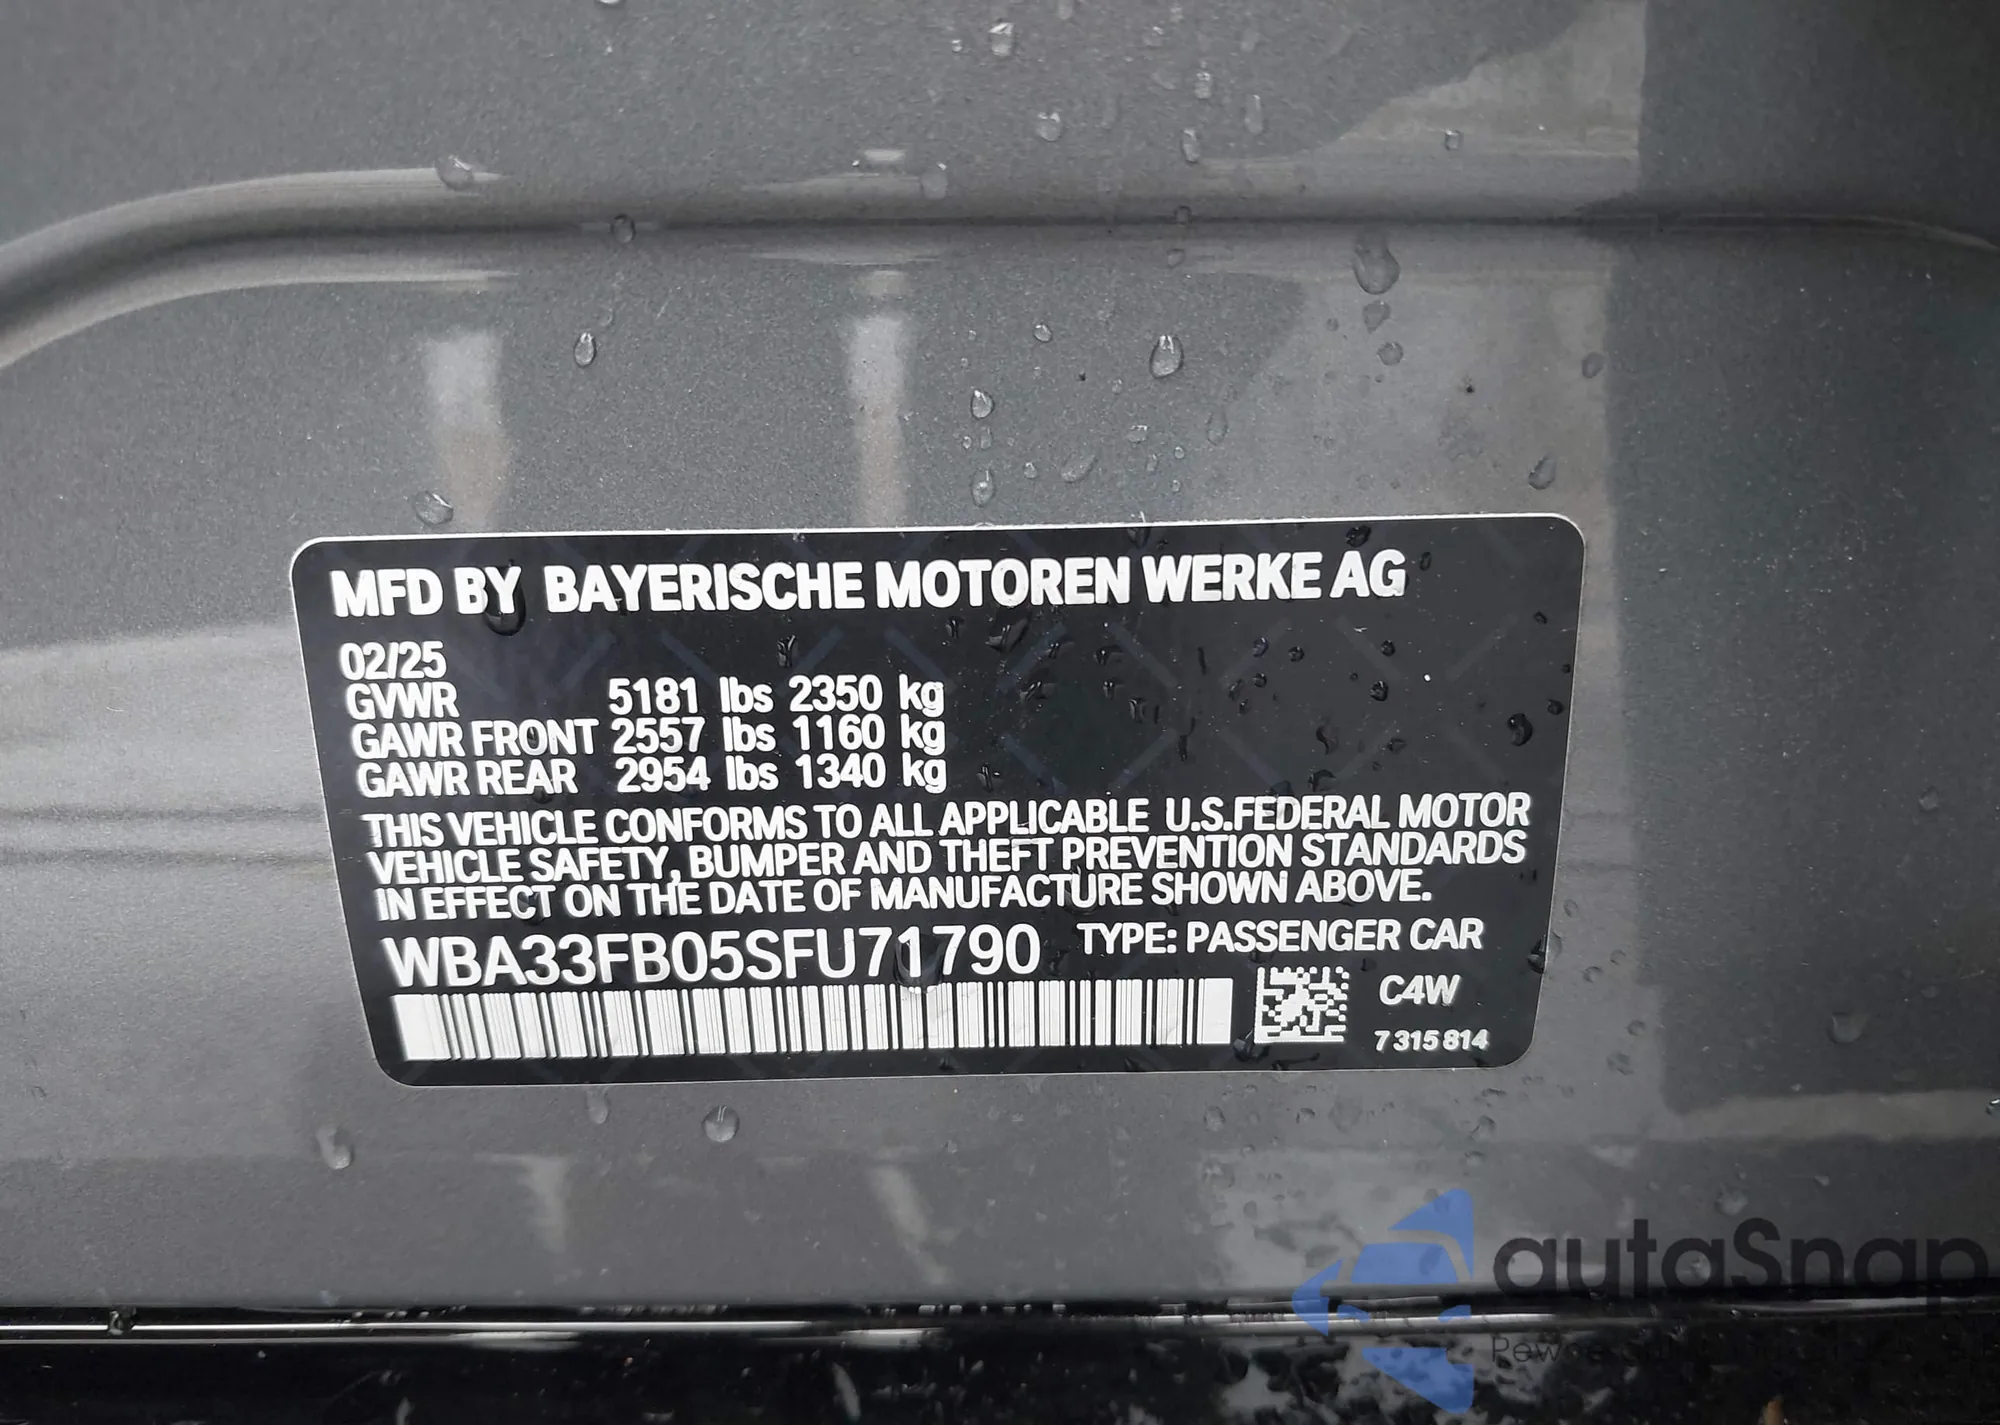 MFD BY BAYERISCHE MOTOREN WERKE AG
02/25
GVWR 5181 lbs 2350 kg
GAWR FRONT 2557 lbs 1160 kg
GAWR REAR 2954 lbs 1340 kg
THIS VEHICLE CONFORMS TO ALL APPLICABLE U.S.FEDERAL MOTOR
VEHICLE SAFETY, BUMPER AND THEFT PREVENTION STANDARDS
IN EFFECT ON THE DATE OF MANUFACTURE SHOWN ABOVE.
WBA33FB05SFU71790 TYPE: PASSENGER CAR
C4W
7 315 814
autaSnap